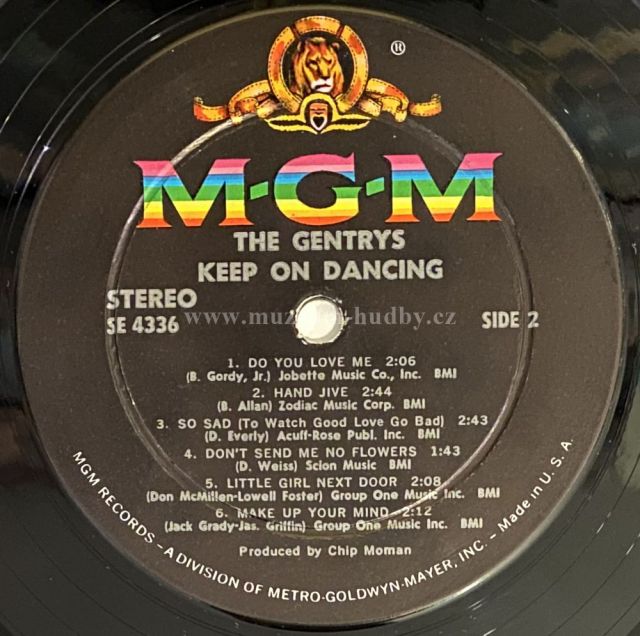 ®
M-G-M
THE GENTRYS
KEEP ON DANCING
STEREO
SE 4336
SIDE 2
www.muziker-hudby.cz
1. DO YOU LOVE ME 2:06
(B. Gordy, Jr.) Jobette Music Co., Inc. BMI
2. HAND JIVE 2:44
(B. Allan) Zodiac Music Corp. BMI
3. SO SAD (To Watch Good Love Go Bad) 2:43
(D. Everly) Acuff-Rose Publ. Inc. BMI
4. DON'T SEND ME NO FLOWERS 1:43
(D. Weiss) Scion Music BMI
5. LITTLE GIRL NEXT DOOR 2:08
(Don McMillen-Lowell Foster) Group One Music Inc. BMI
6. MAKE UP YOUR MIND 2:12
(Jack Grady-Jas. Griffin) Group One Music Inc. BMI
Produced by Chip Moman
MGM RECORDS – A DIVISION OF METRO-GOLDWYN-MAYER, INC. – Made in U. S. A.